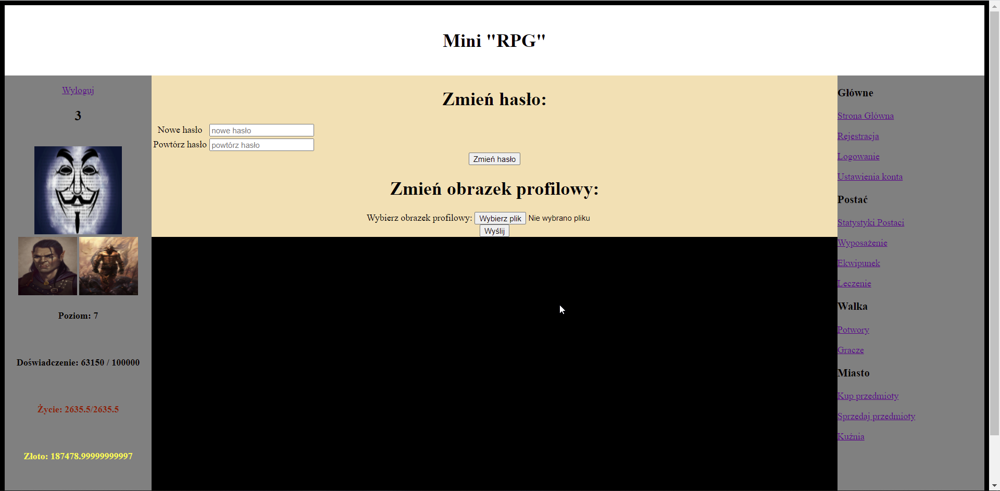 Mini "RPG"
Wyloguj
3
Poziom: 7
Doświadczenie: 63150 / 100000
Życie: 2635.5/2635.5
Złoto: 187478.99999999997
Zmień hasło:
Nowe hasło nowe hasło
Powtórz hasło powtórz hasło
Zmień hasło
Zmień obrazek profilowy:
Wybierz obrazek profilowy: Wybierz plik Nie wybrano pliku
Wyślij
Główne
Strona Główna
Rejestracja
Logowanie
Ustawienia konta
Postać
Statystyki Postaci
Wyposażenie
Ekwipunek
Leczenie
Walka
Potwory
Gracze
Miasto
Kup przedmioty
Sprzedaj przedmioty
Kuźnia